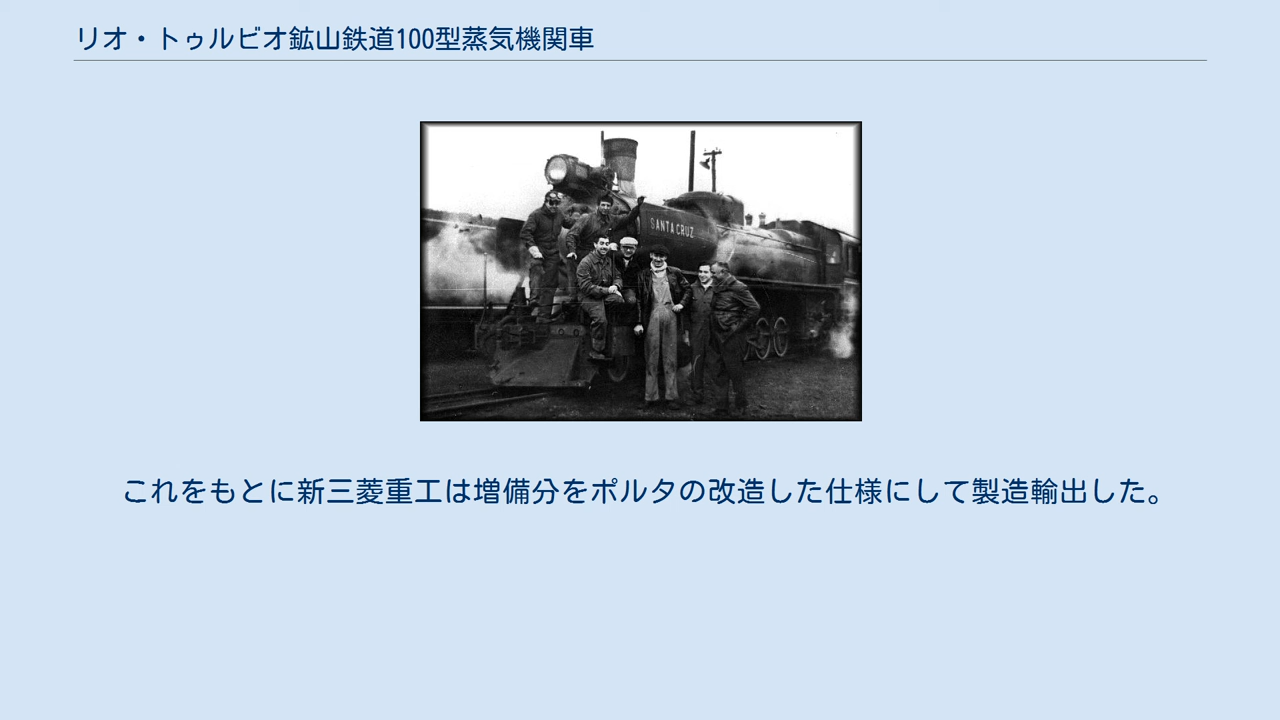 リオ・トゥルビオ鉱山鉄道100型蒸気機関車
SANTA CRUZ
これをもとに新三菱重工は増備分をポルタの改造した仕様にして製造輸出した。